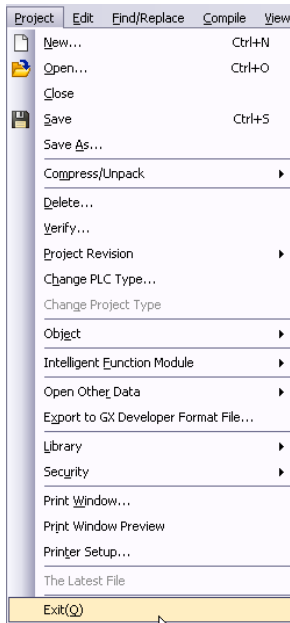 Project Edit Find/Replace Compile View
New... Ctrl+N
Open... Ctrl+O
Close
Save Ctrl+S
Save As...
Compress/Unpack
Delete...
Verify...
Project Revision
Change PLC Type...
Change Project Type
Object
Intelligent Function Module
Open Other Data
Export to GX Developer Format File...
Library
Security
Print Window...
Print Window Preview
Printer Setup...
The Latest File
Exit(Q)